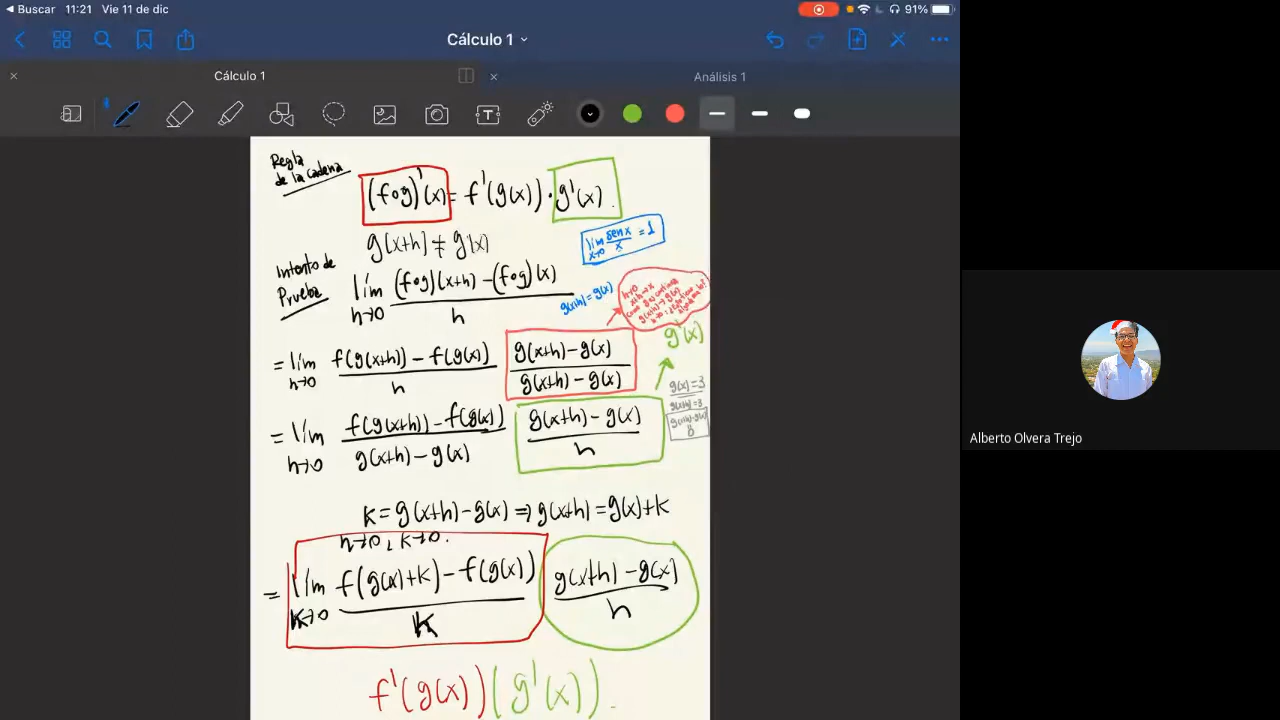 Buscar 11:21 Vie 11 de dic 91%
Cálculo 1
Cálculo 1
Análisis 1
T
Regla
de la cadena
(f∘g)'(x) = f'(g(x)) · g'(x).
g(x+h) ≠ g(x)
lím sen x / x = 1
x→0
Intento de
Prueba
lím (f∘g)(x+h) - (f∘g)(x) / h
h→0
g(x+h) = g(x)
h→0
g'(x)
= lím f(g(x+h)) - f(g(x)) / h g(x+h) - g(x) / g(x+h) - g(x)
h→0
g(x) = 3
g(x+h) = 3
= lím f(g(x+h)) - f(g(x)) / g(x+h) - g(x) g(x+h) - g(x) / h
h→0
K = g(x+h) - g(x) ⇒ g(x+h) = g(x) + K
h→0, K→0.
= lím f(g(x)+K) - f(g(x)) / K g(x+h) - g(x) / h
K→0
f'(g(x)) (g'(x)).
Alberto Olvera Trejo